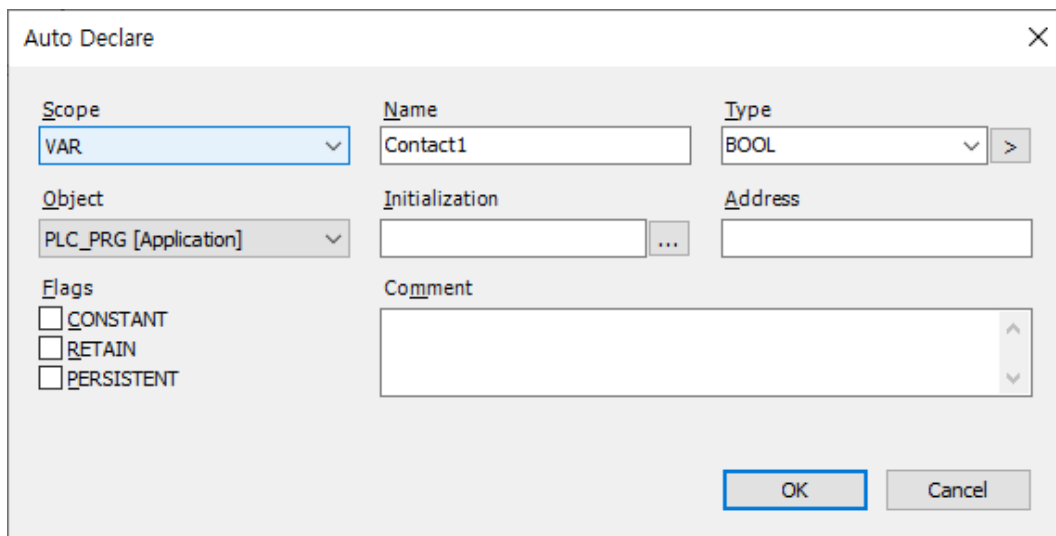 Auto Declare
Scope Name Type
VAR Contact1 BOOL >
Object Initialization Address
PLC_PRG [Application] ...
Flags Comment
CONSTANT
RETAIN
PERSISTENT
OK Cancel